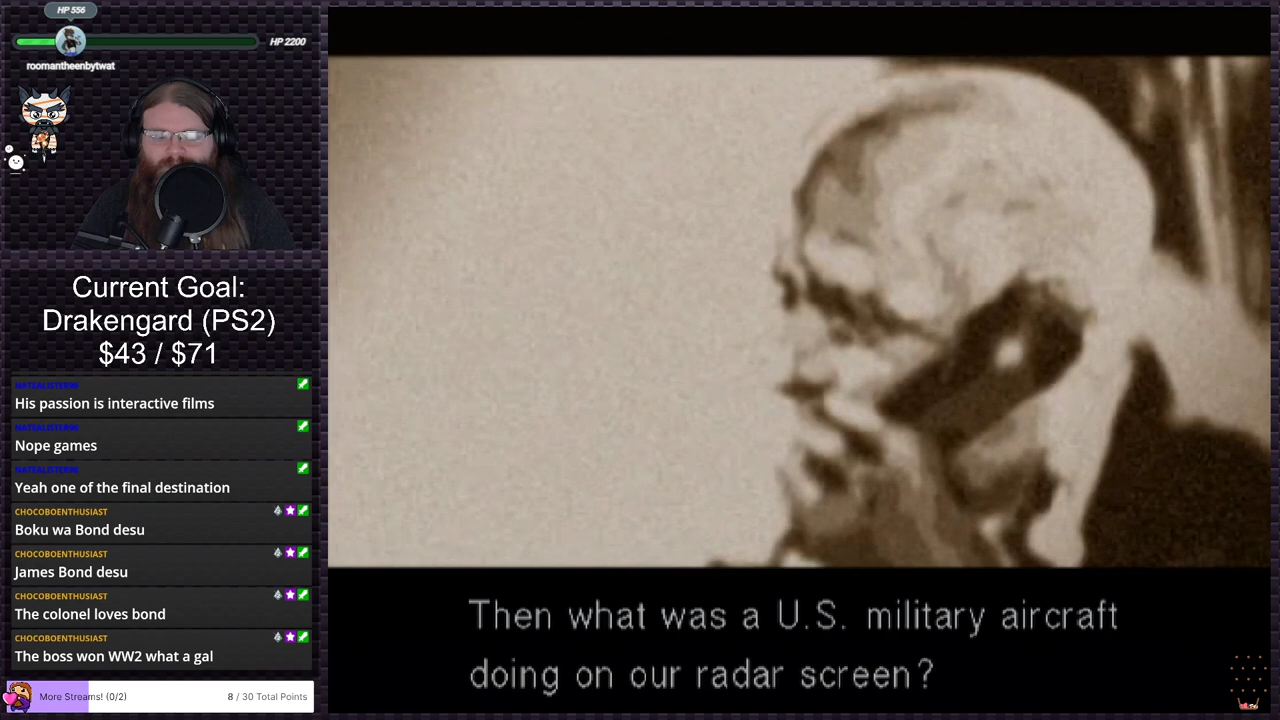 HP 556
HP 2200
roomantheenbytwat
Current Goal:
Drakengard (PS2)
$43 / $71
His passion is interactive films
Nope games
Yeah one of the final destination
CHOCOBOENTHUSIAST
Boku wa Bond desu
CHOCOBOENTHUSIAST
James Bond desu
CHOCOBOENTHUSIAST
The colonel loves bond
CHOCOBOENTHUSIAST
The boss won WW2 what a gal
More Streams! (0/2)
8 / 30 Total Points
Then what was a U.S. military aircraft
doing on our radar screen?